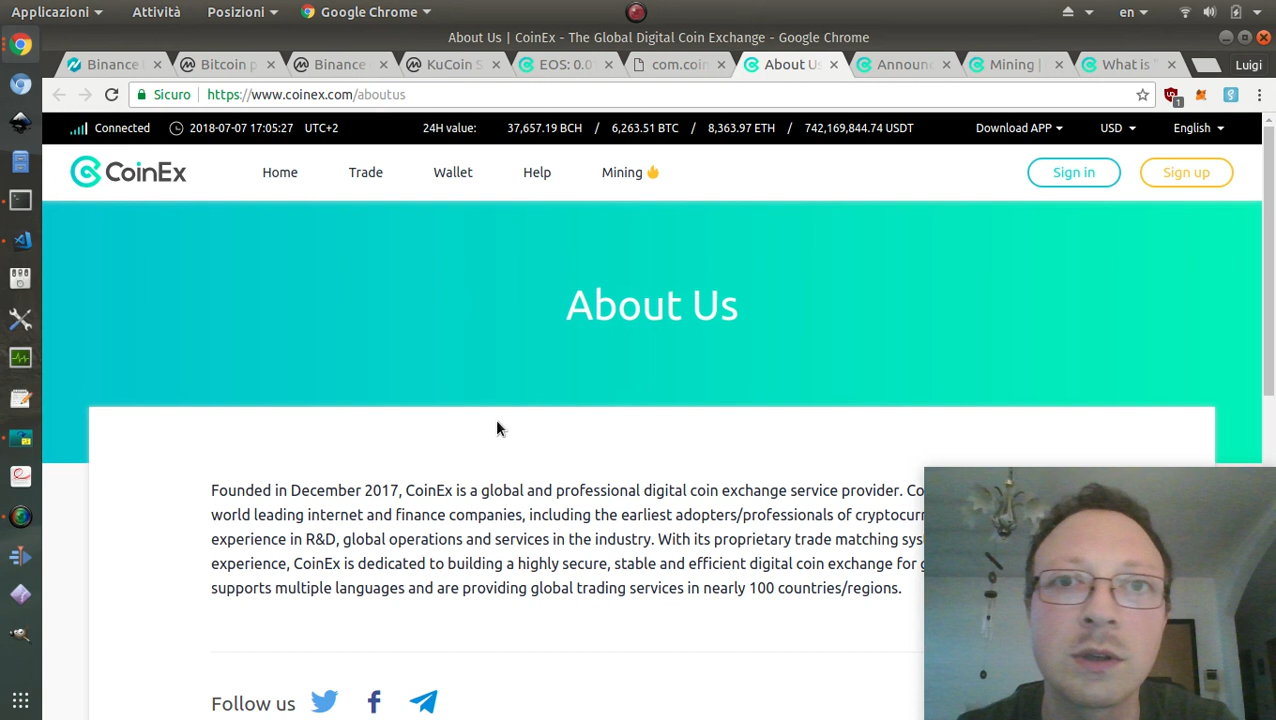 Applicazioni Attività Posizioni Google Chrome en
About Us | CoinEx - The Global Digital Coin Exchange - Google Chrome
Binance Bitcoin p Binance KuCoin S EOS: 0.0 com.coin About Us Announc Mining | What is " Luigi
Sicuro https://www.coinex.com/aboutus 1
Connected 2018-07-07 17:05:27 UTC+2 24H value: 37,657.19 BCH / 6,263.51 BTC / 8,363.97 ETH / 742,169,844.74 USDT Download APP USD English
CoinEx Home Trade Wallet Help Mining Sign in Sign up
About Us
Founded in December 2017, CoinEx is a global and professional digital coin exchange service provider. Co
world leading internet and finance companies, including the earliest adopters/professionals of cryptocurr
experience in R&D, global operations and services in the industry. With its proprietary trade matching sys
experience, CoinEx is dedicated to building a highly secure, stable and efficient digital coin exchange for g
supports multiple languages and are providing global trading services in nearly 100 countries/regions.
Follow us